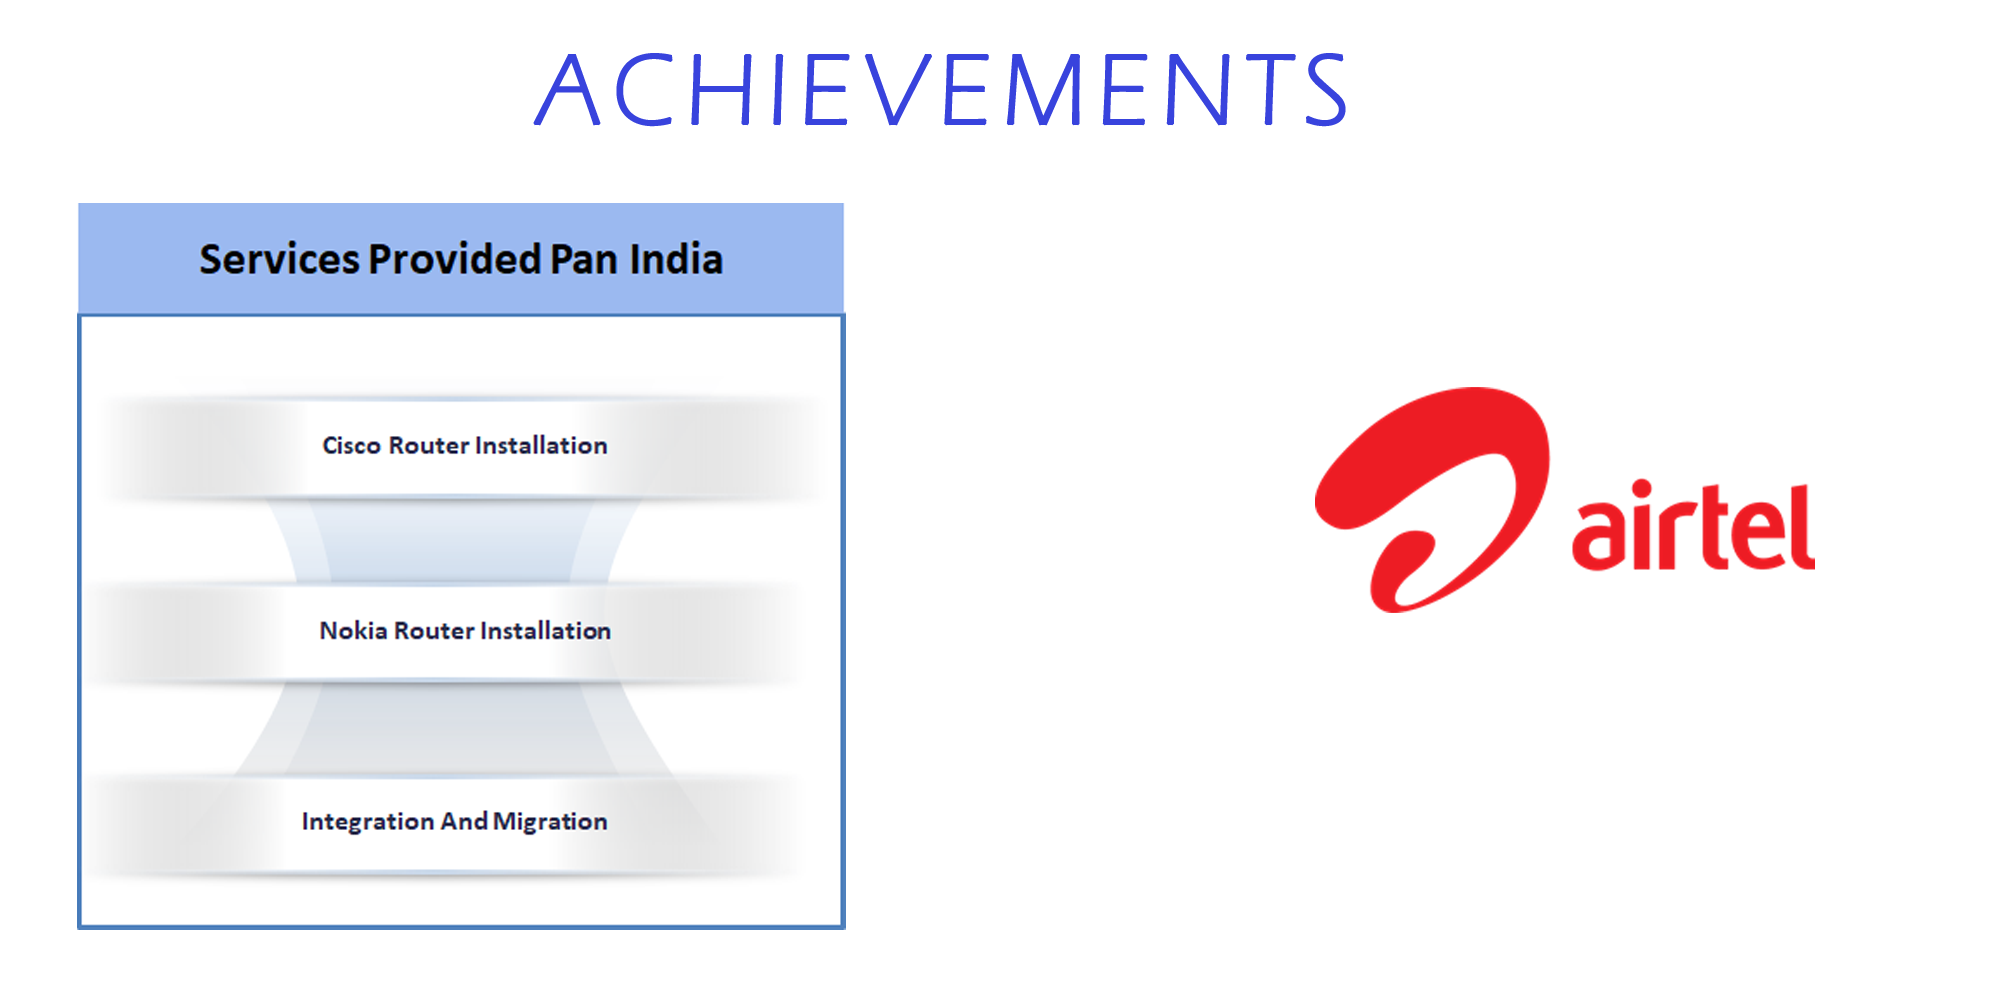 ACHIEVEMENTS
Services Provided Pan India
Cisco Router Installation
Nokia Router Installation
Integration And Migration
airtel